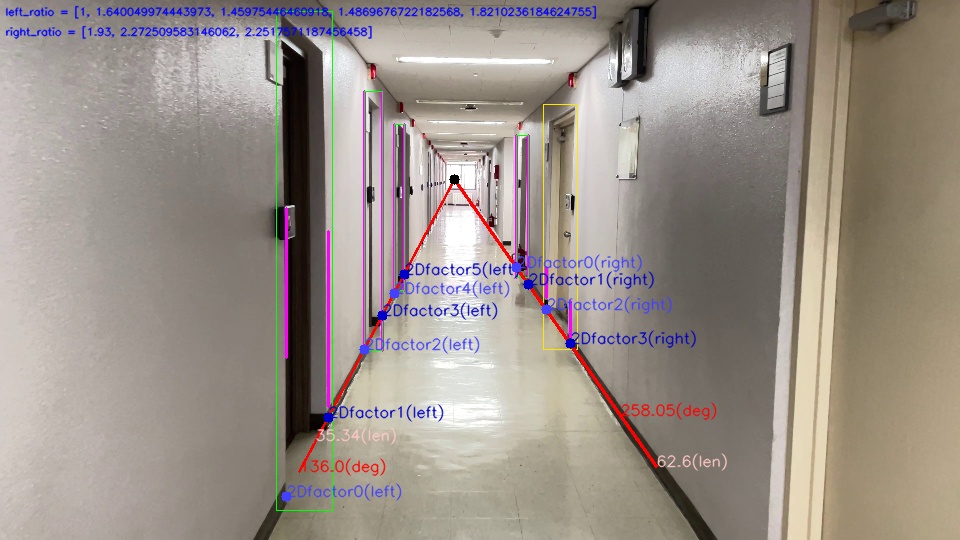 left_ratio = [1, 1.640049974443973, 1.45975446460918, 1.4869676722182568, 1.8210236184624755]
right_ratio = [1.93, 2.272509583146062, 2.2517571187456458]
2Dfactor0(right)
2Dfactor5(left)
2Dfactor1(right)
2Dfactor4(left)
2Dfactor2(right)
2Dfactor3(left)
2Dfactor3(right)
2Dfactor2(left)
258.05(deg)
2Dfactor1(left)
35.34(len)
62.6(len)
136.0(deg)
2Dfactor0(left)